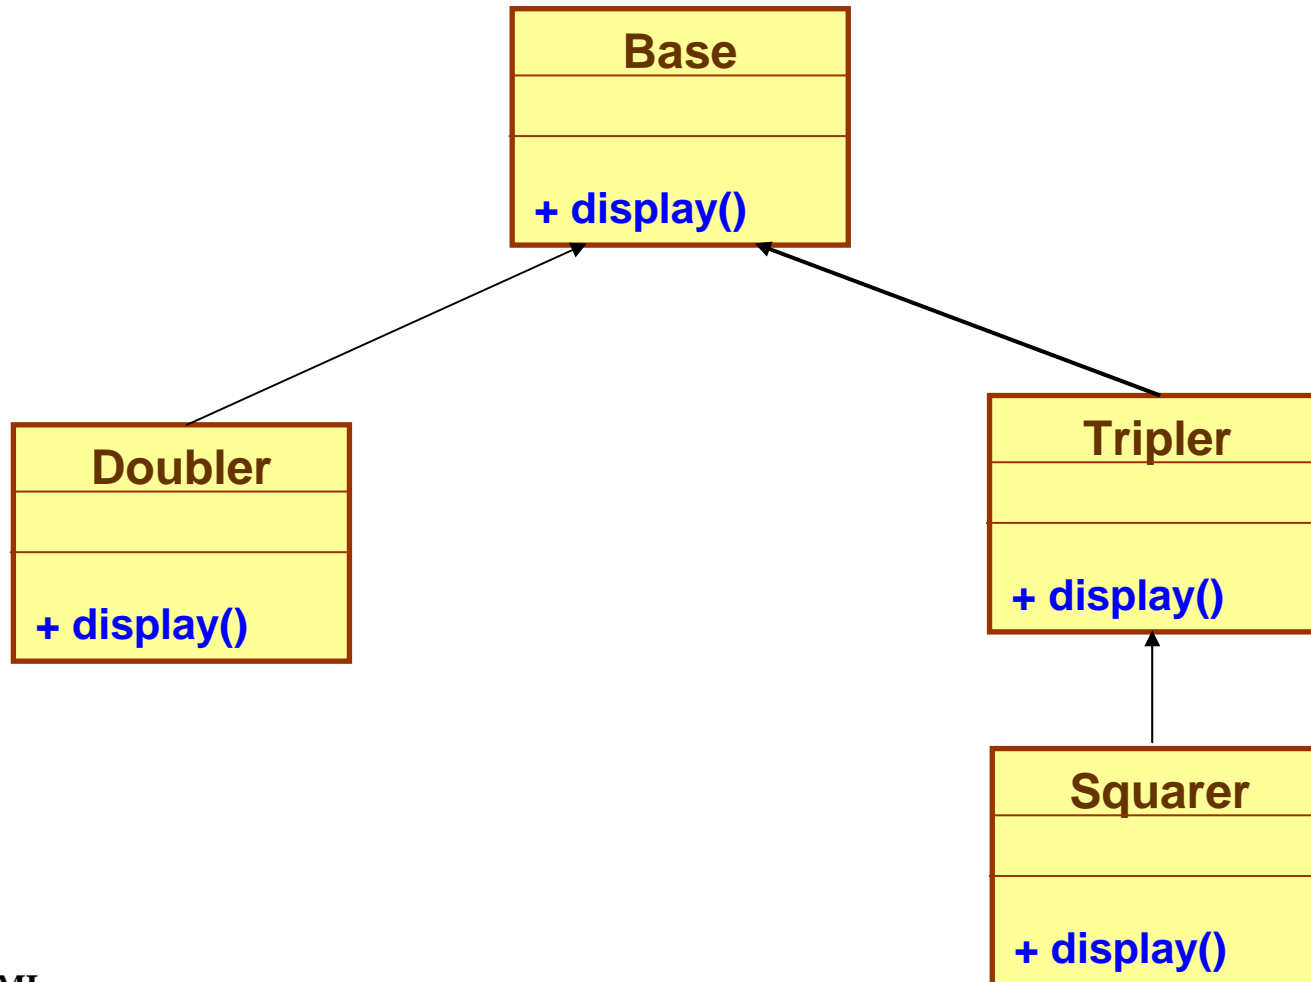 Base
+ display()
Doubler
+ display()
Tripler
+ display()
Squarer
+ display()